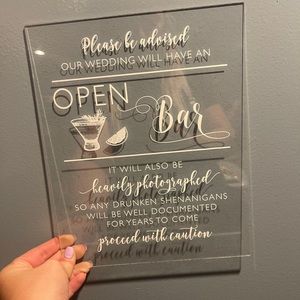 Please be advised
OUR WEDDING WILL HAVE AN
OPEN
Bar
IT WILL ALSO BE
heavily photographed
SO ANY DRUNKEN SHENANIGANS
WILL BE WELL DOCUMENTED
FOR YEARS TO COME
proceed with caution